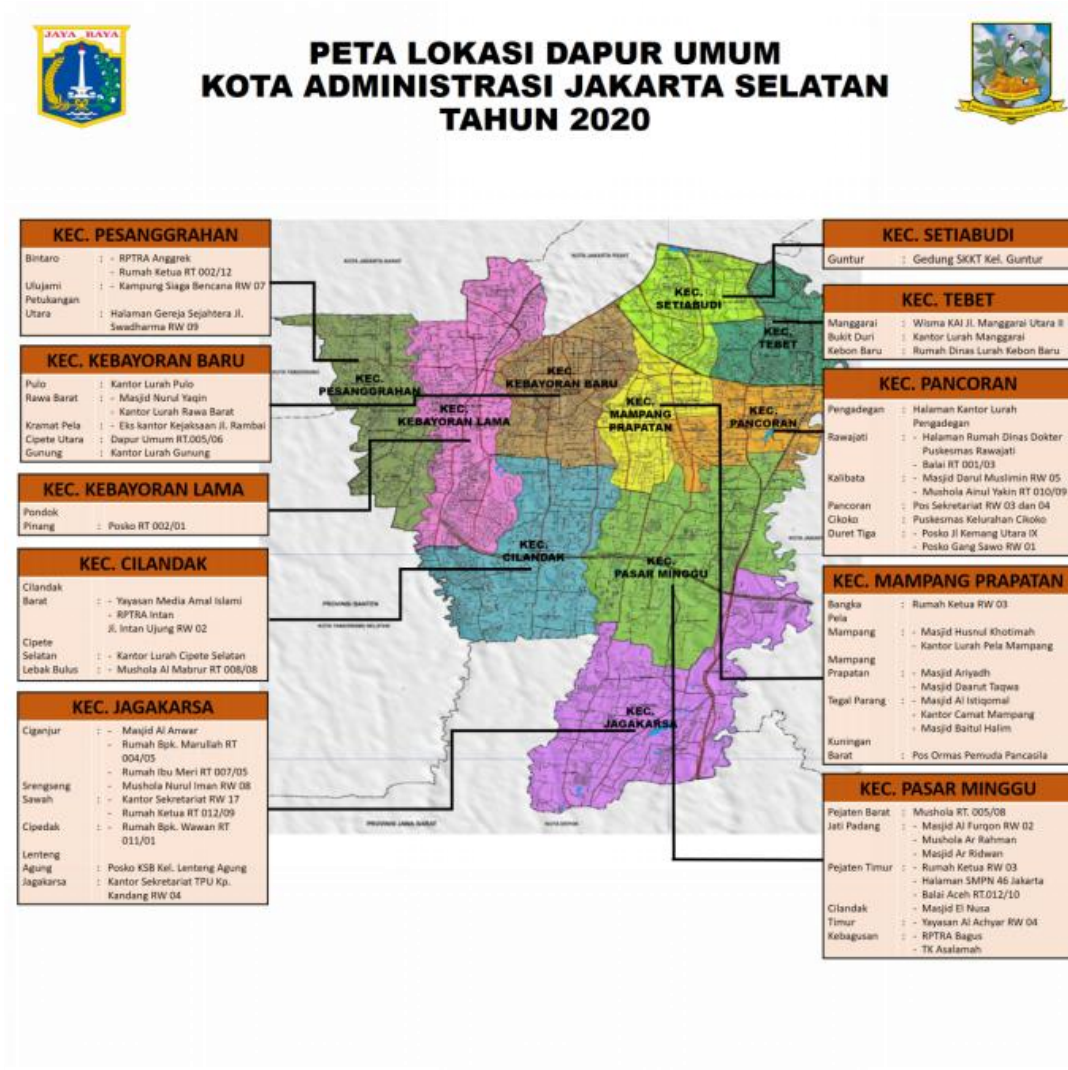 JAYA RAYA
PETA LOKASI DAPUR UMUM
KOTA ADMINISTRASI JAKARTA SELATAN
TAHUN 2020
KEC. PESANGGRAHAN
Bintaro : - RPTRA Anggrek
- Rumah Ketua RT 002/12
Ulujami : - Kampung Siaga Bencana RW 07
Petukangan
Utara : Halaman Gereja Sejahtera Jl.
Swadharma RW 09
KEC. KEBAYORAN BARU
Pulo : Kantor Lurah Pulo
Rawa Barat : - Masjid Nurul Yaqin
- Kantor Lurah Rawa Barat
Kramat Pela : - Eks kantor Kejaksaan Jl. Rambai
Cipete Utara : Dapur Umum RT.005/06
Gunung : Kantor Lurah Gunung
KEC. KEBAYORAN LAMA
Pondok
Pinang : Posko RT 002/01
KEC. CILANDAK
Cilandak
Barat : - Yayasan Media Amal Islami
- RPTRA Intan
Jl. Intan Ujung RW 02
Cipete
Selatan : - Kantor Lurah Cipete Selatan
Lebak Bulus : - Mushola Al Mabrur RT 008/08
KEC. JAGAKARSA
Ciganjur : - Masjid Al Anwar
- Rumah Bpk. Marullah RT
004/05
- Rumah Ibu Meri RT 007/05
Srengseng - Mushola Nurul Iman RW 08
Sawah : - Kantor Sekretariat RW 17
- Rumah Ketua RT 012/09
Cipedak : - Rumah Bpk. Wawan RT
011/01
Lenteng
Agung : Posko KSB Kel. Lenteng Agung
Jagakarsa : Kantor Sekretariat TPU Kp.
Kandang RW 04
KOTA JAKARTA BARAT
KOTA JAKARTA PUSAT
KEC.
SETIABUDI
KEC.
TEBET
KEC.
PESANGGRAHAN
KEC.
KEBAYORAN BARU
KEC.
KEBAYORAN LAMA
KEC.
MAMPANG
PRAPATAN
KEC.
PANCORAN
KEC.
CILANDAK
KEC.
PASAR MINGGU
KEC.
JAGAKARSA
PROVINSI BANTEN
KOTA TANGERANG SELATAN
PROVINSI JAWA BARAT
KOTA DEPOK
KEC. SETIABUDI
Guntur : Gedung SKKT Kel. Guntur
KEC. TEBET
Manggarai : Wisma KAI Jl. Manggarai Utara II
Bukit Duri : Kantor Lurah Manggarai
Kebon Baru : Rumah Dinas Lurah Kebon Baru
KEC. PANCORAN
Pengadegan : Halaman Kantor Lurah
Pengadegan
Rawajati : - Halaman Rumah Dinas Dokter
Puskesmas Rawajati
- Balai RT 001/03
Kalibata : - Masjid Darul Muslimin RW 05
- Mushola Ainul Yakin RT 010/09
Pancoran : Pos Sekretariat RW 03 dan 04
Cikoko : Puskesmas Kelurahan Cikoko
Duret Tiga : - Posko Jl Kemang Utara IX
- Posko Gang Sawo RW 01
KEC. MAMPANG PRAPATAN
Bangka : Rumah Ketua RW 03
Pela
Mampang : - Masjid Husnul Khotimah
- Kantor Lurah Pela Mampang
Mampang
Prapatan : - Masjid Ariyadh
- Masjid Daarut Taqwa
Tegal Parang : - Masjid Al Istiqomal
- Kantor Camat Mampang
- Masjid Baitul Halim
Kuningan
Barat : Pos Ormas Pemuda Pancasila
KEC. PASAR MINGGU
Pejaten Barat : Mushola RT. 005/08
Jati Padang : - Masjid Al Furqon RW 02
- Mushola Ar Rahman
- Masjid Ar Ridwan
Pejaten Timur : - Rumah Ketua RW 03
- Halaman SMPN 46 Jakarta
- Balai Aceh RT.012/10
Cilandak - Masjid El Nusa
Timur : - Yayasan Al Achyar RW 04
Kebagusan : - RPTRA Bagus
- TK Asalamah